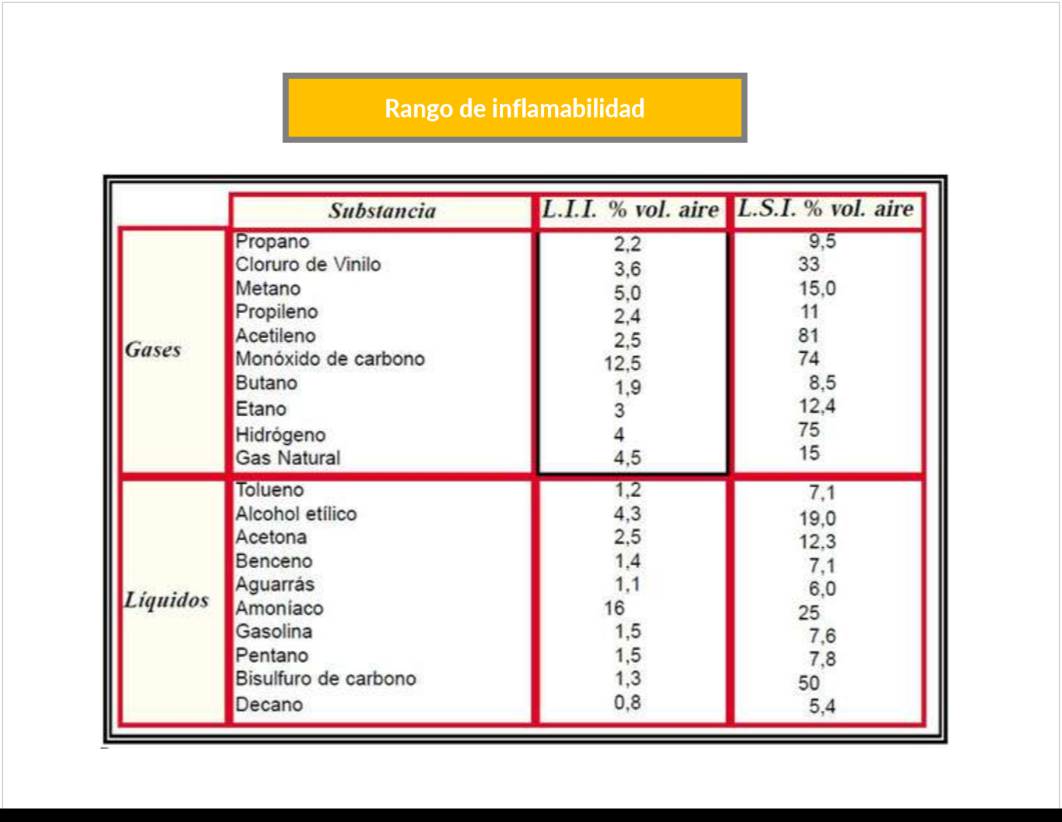 Rango de inflamabilidad
Substancia L.I.I. % vol. aire L.S.I. % vol. aire
Gases
Propano 2,2 9,5
Cloruro de Vinilo 3,6 33
Metano 5,0 15,0
Propileno 2,4 11
Acetileno 2,5 81
Monóxido de carbono 12,5 74
Butano 1,9 8,5
Etano 3 12,4
Hidrógeno 4 75
Gas Natural 4,5 15
Líquidos
Tolueno 1,2 7,1
Alcohol etílico 4,3 19,0
Acetona 2,5 12,3
Benceno 1,4 7,1
Aguarrás 1,1 6,0
Amoníaco 16 25
Gasolina 1,5 7,6
Pentano 1,5 7,8
Bisulfuro de carbono 1,3 50
Decano 0,8 5,4